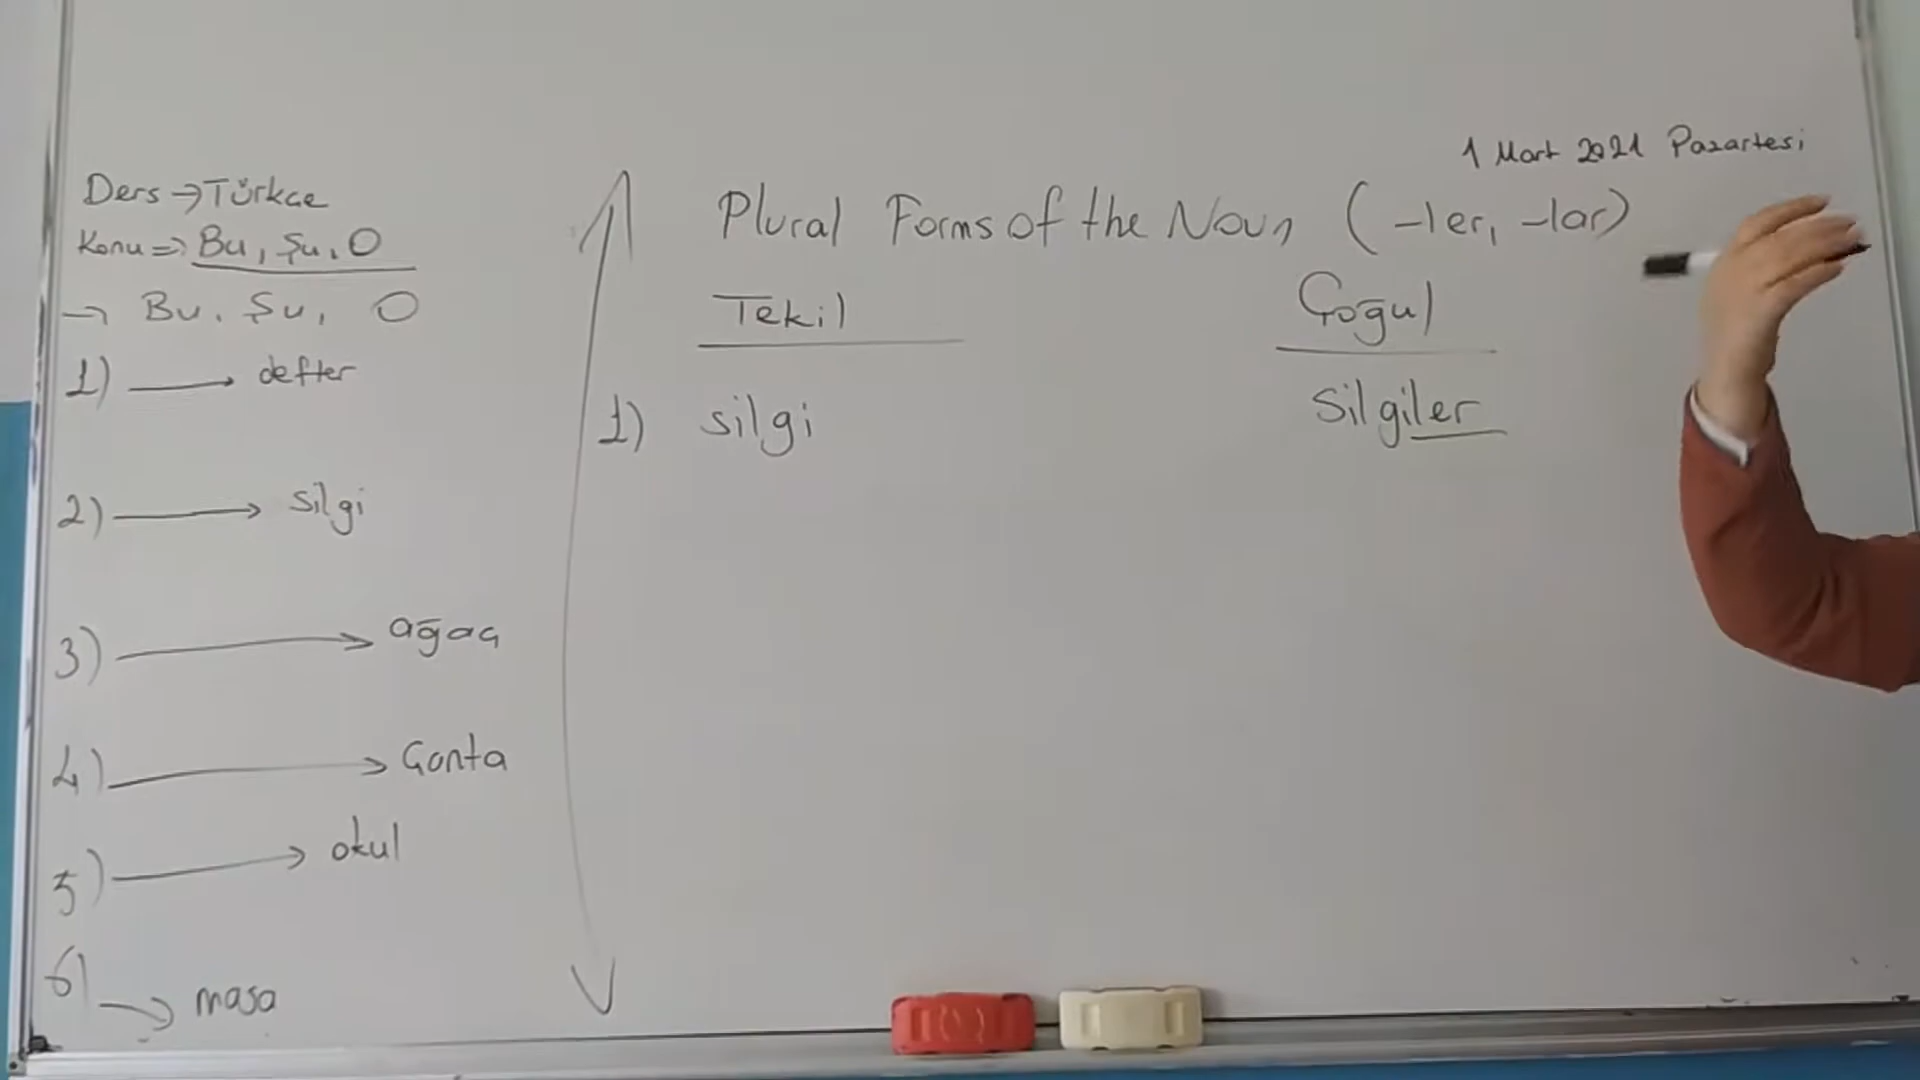 Ders → Türkçe
Konu ⇒ Bu, Şu, O
→ Bu, Şu, O
1) → defter
2) → silgi
3) → ağaç
4) → Çanta
5) → okul
6) → masa
1 Mart 2021 Pazartesi
Plural Forms of the Noun (-ler, -lar)
Tekil Çoğul
1) silgi Silgiler